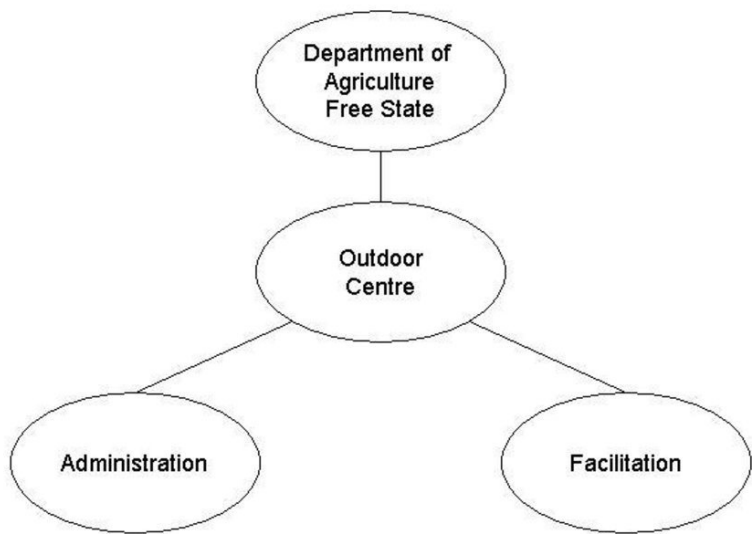 Department of
Agriculture
Free State
Outdoor
Centre
Administration
Facilitation